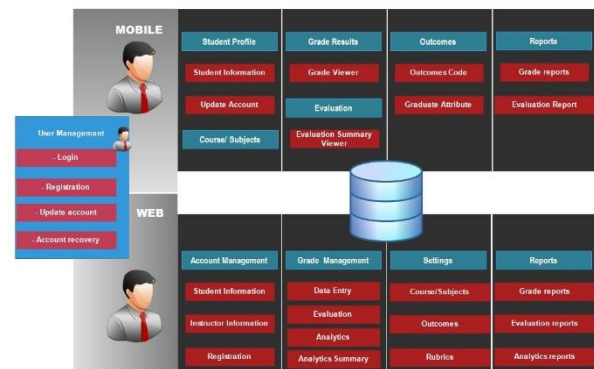 MOBILE
Student Profile
Grade Results
Outcomes
Reports
Student Information
Grade Viewer
Outcomes Code
Grade reports
Update Account
Evaluation
Graduate Attribute
Evaluation Report
Course/ Subjects
Evaluation Summary
Viewer
User Management
- Login
- Registration
- Update account
- Account recovery
WEB
Account Management
Grade Management
Settings
Reports
Student Information
Data Entry
Course/Subjects
Grade reports
Instructor Information
Evaluation
Outcomes
Evaluation reports
Analytics
Registration
Analytics Summary
Rubrics
Analytics reports